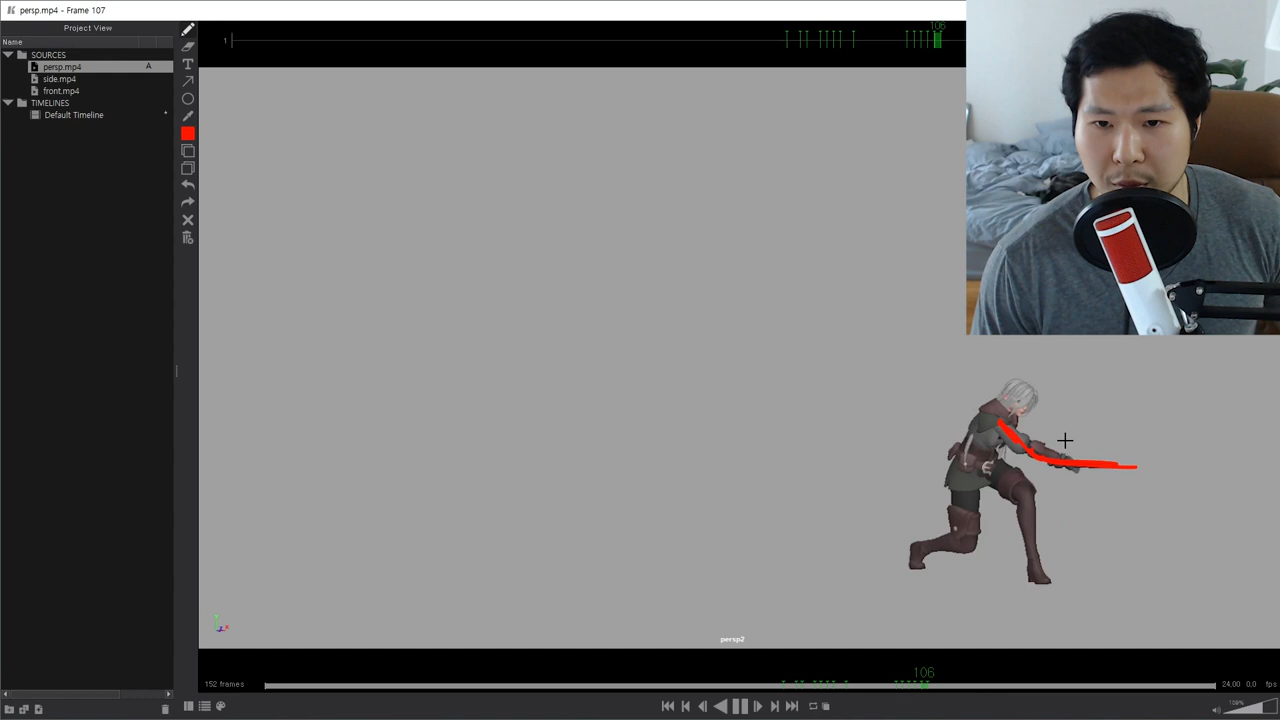 persp.mp4 - Frame 107
Project View
Name
SOURCES
persp.mp4 A
side.mp4
front.mp4
TIMELINES
Default Timeline *
T
1
106
persp2
106
152 frames
24.00 0.0 fps
109%